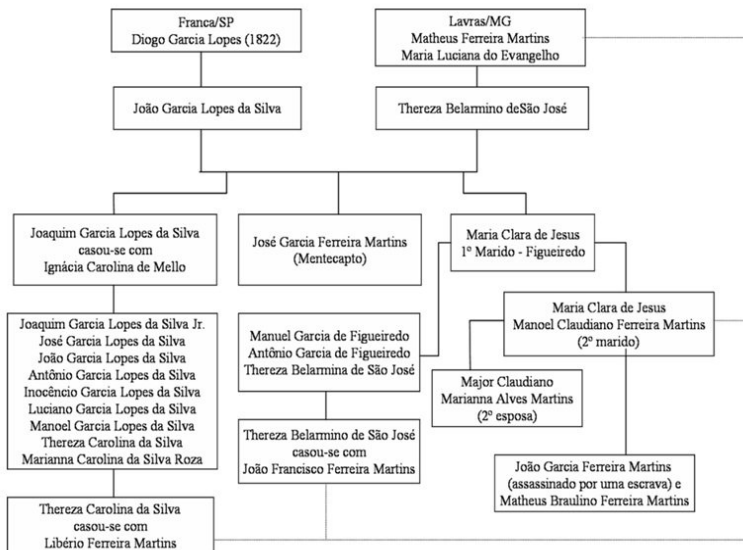 Franca/SP
Diogo Garcia Lopes (1822)
Lavras/MG
Matheus Ferreira Martins
Maria Luciana do Evangelho
João Garcia Lopes da Silva
Thereza Belarmino deSão José
Joaquim Garcia Lopes da Silva
casou-se com
Ignácia Carolina de Mello
José Garcia Ferreira Martins
(Mentecapto)
Maria Clara de Jesus
1º Marido - Figueiredo
Joaquim Garcia Lopes da Silva Jr.
José Garcia Lopes da Silva
João Garcia Lopes da Silva
Antônio Garcia Lopes da Silva
Inocêncio Garcia Lopes da Silva
Luciano Garcia Lopes da Silva
Manoel Garcia Lopes da Silva
Thereza Carolina da Silva
Marianna Carolina da Silva Roza
Manuel Garcia de Figueiredo
Antônio Garcia de Figueiredo
Thereza Belarmina de São José
Maria Clara de Jesus
Manoel Claudiano Ferreira Martins
(2º marido)
Major Claudiano
Marianna Alves Martins
(2º esposa)
Thereza Belarmino de São José
casou-se com
João Francisco Ferreira Martins
João Garcia Ferreira Martins
(assassinado por uma escrava) e
Matheus Braulino Ferreira Martins
Thereza Carolina da Silva
casou-se com
Libério Ferreira Martins